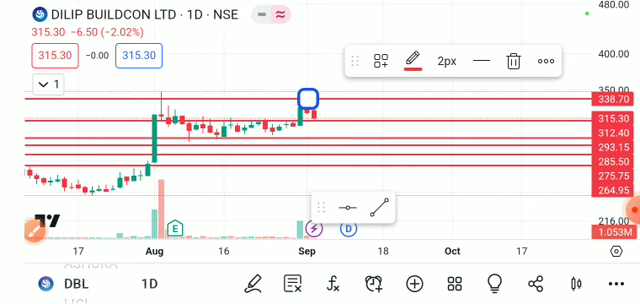 DILIP BUILDCON LTD · 1D · NSE
480.00
315.30 −6.50 (−2.02%)
315.30 −0.00 315.30
400.00
2px
1
350.00
338.70
315.30
312.40
293.15
285.50
275.75
264.95
216.00
E
D
1.053M
17 Aug 16 Sep 18 Oct 17
ASHOKA
DBL 1D